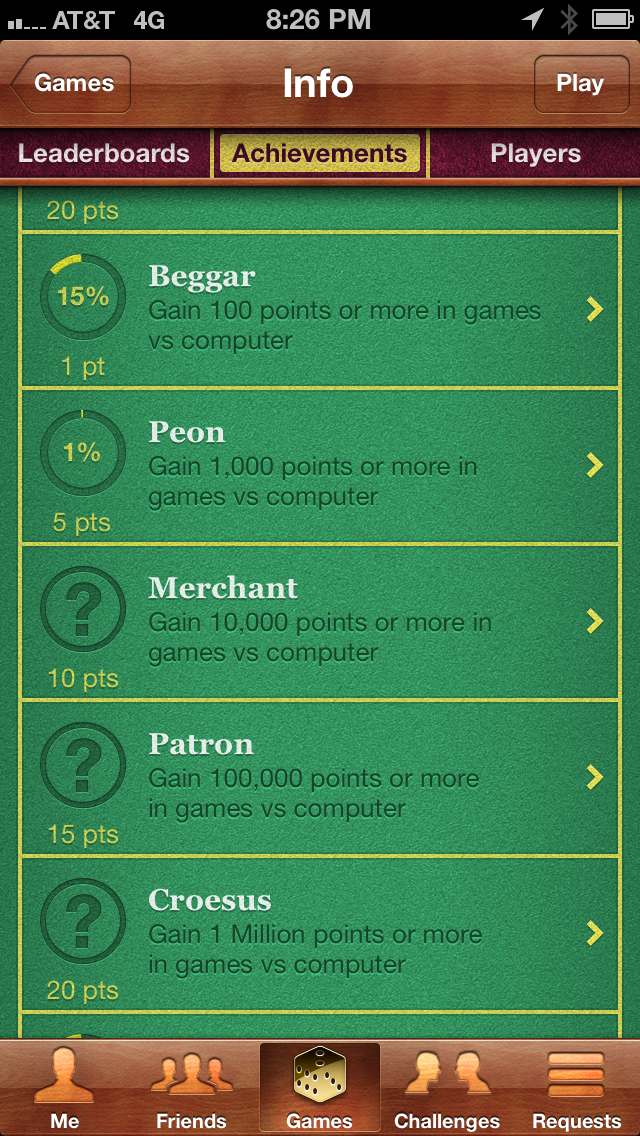 AT&T 4G 8:26 PM
Games Info Play
Leaderboards Achievements Players
20 pts
Beggar
15%
Gain 100 points or more in games
vs computer
1 pt
Peon
1%
Gain 1,000 points or more in
games vs computer
5 pts
Merchant
?
Gain 10,000 points or more in
games vs computer
10 pts
Patron
?
Gain 100,000 points or more
in games vs computer
15 pts
Croesus
?
Gain 1 Million points or more
in games vs computer
20 pts
Me Friends Games Challenges Requests